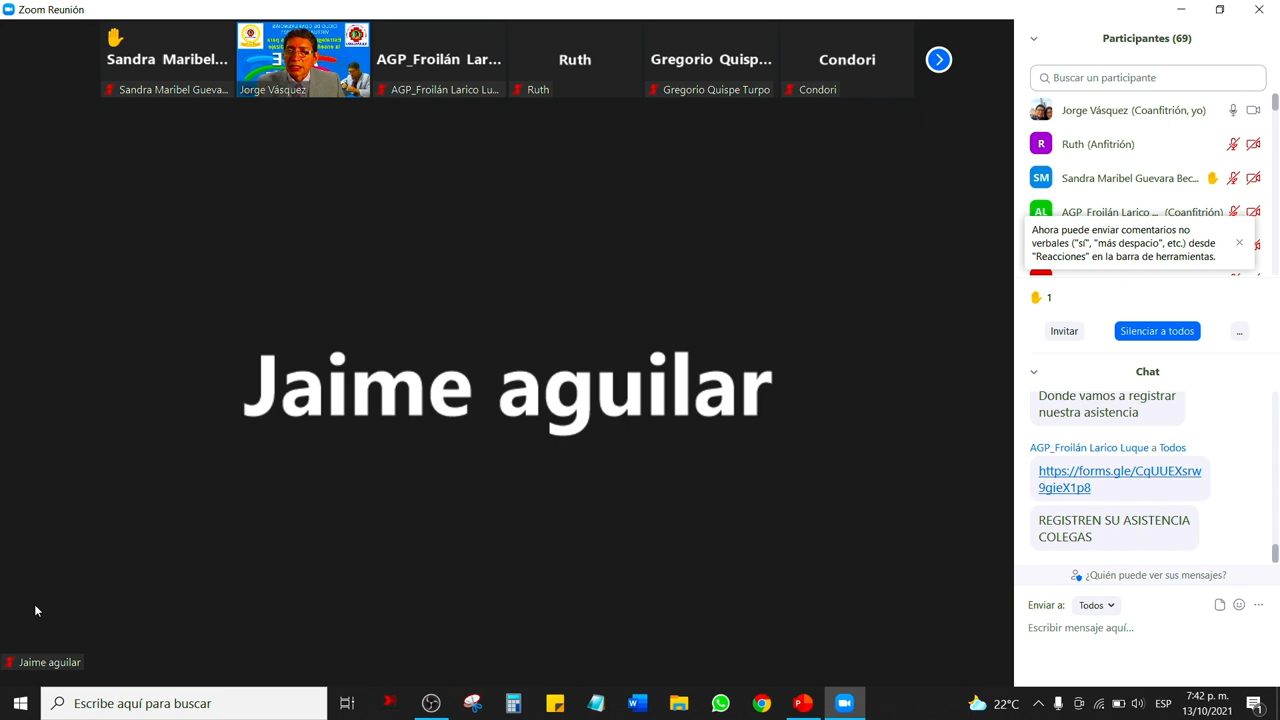 Zoom Reunión
Sandra Maribel...
AGP_Froilán Lar...
Ruth
Gregorio Quisp...
Condori
Sandra Maribel Gueva...
Jorge Vásquez
AGP_Froilán Larico Lu...
Ruth
Gregorio Quispe Turpo
Condori
Jaime aguilar
Jaime aguilar
Participantes (69)
Buscar un participante
Jorge Vásquez (Coanfitrión, yo)
R
Ruth (Anfitrión)
SM
Sandra Maribel Guevara Bec...
AL
AGP_Froilán Larico ... (Coanfitrión)
Ahora puede enviar comentarios no
verbales ("sí", "más despacio", etc.) desde
"Reacciones" en la barra de herramientas.
1
Invitar
Silenciar a todos
...
Chat
Donde vamos a registrar
nuestra asistencia
AGP_Froilán Larico Luque a Todos
https://forms.gle/CqUUEXsrw
9gieX1p8
REGISTREN SU ASISTENCIA
COLEGAS
¿Quién puede ver sus mensajes?
Enviar a: Todos
Escribir mensaje aquí...
Escribe aquí para buscar
22°C
ESP
7:42 p. m.
13/10/2021
1